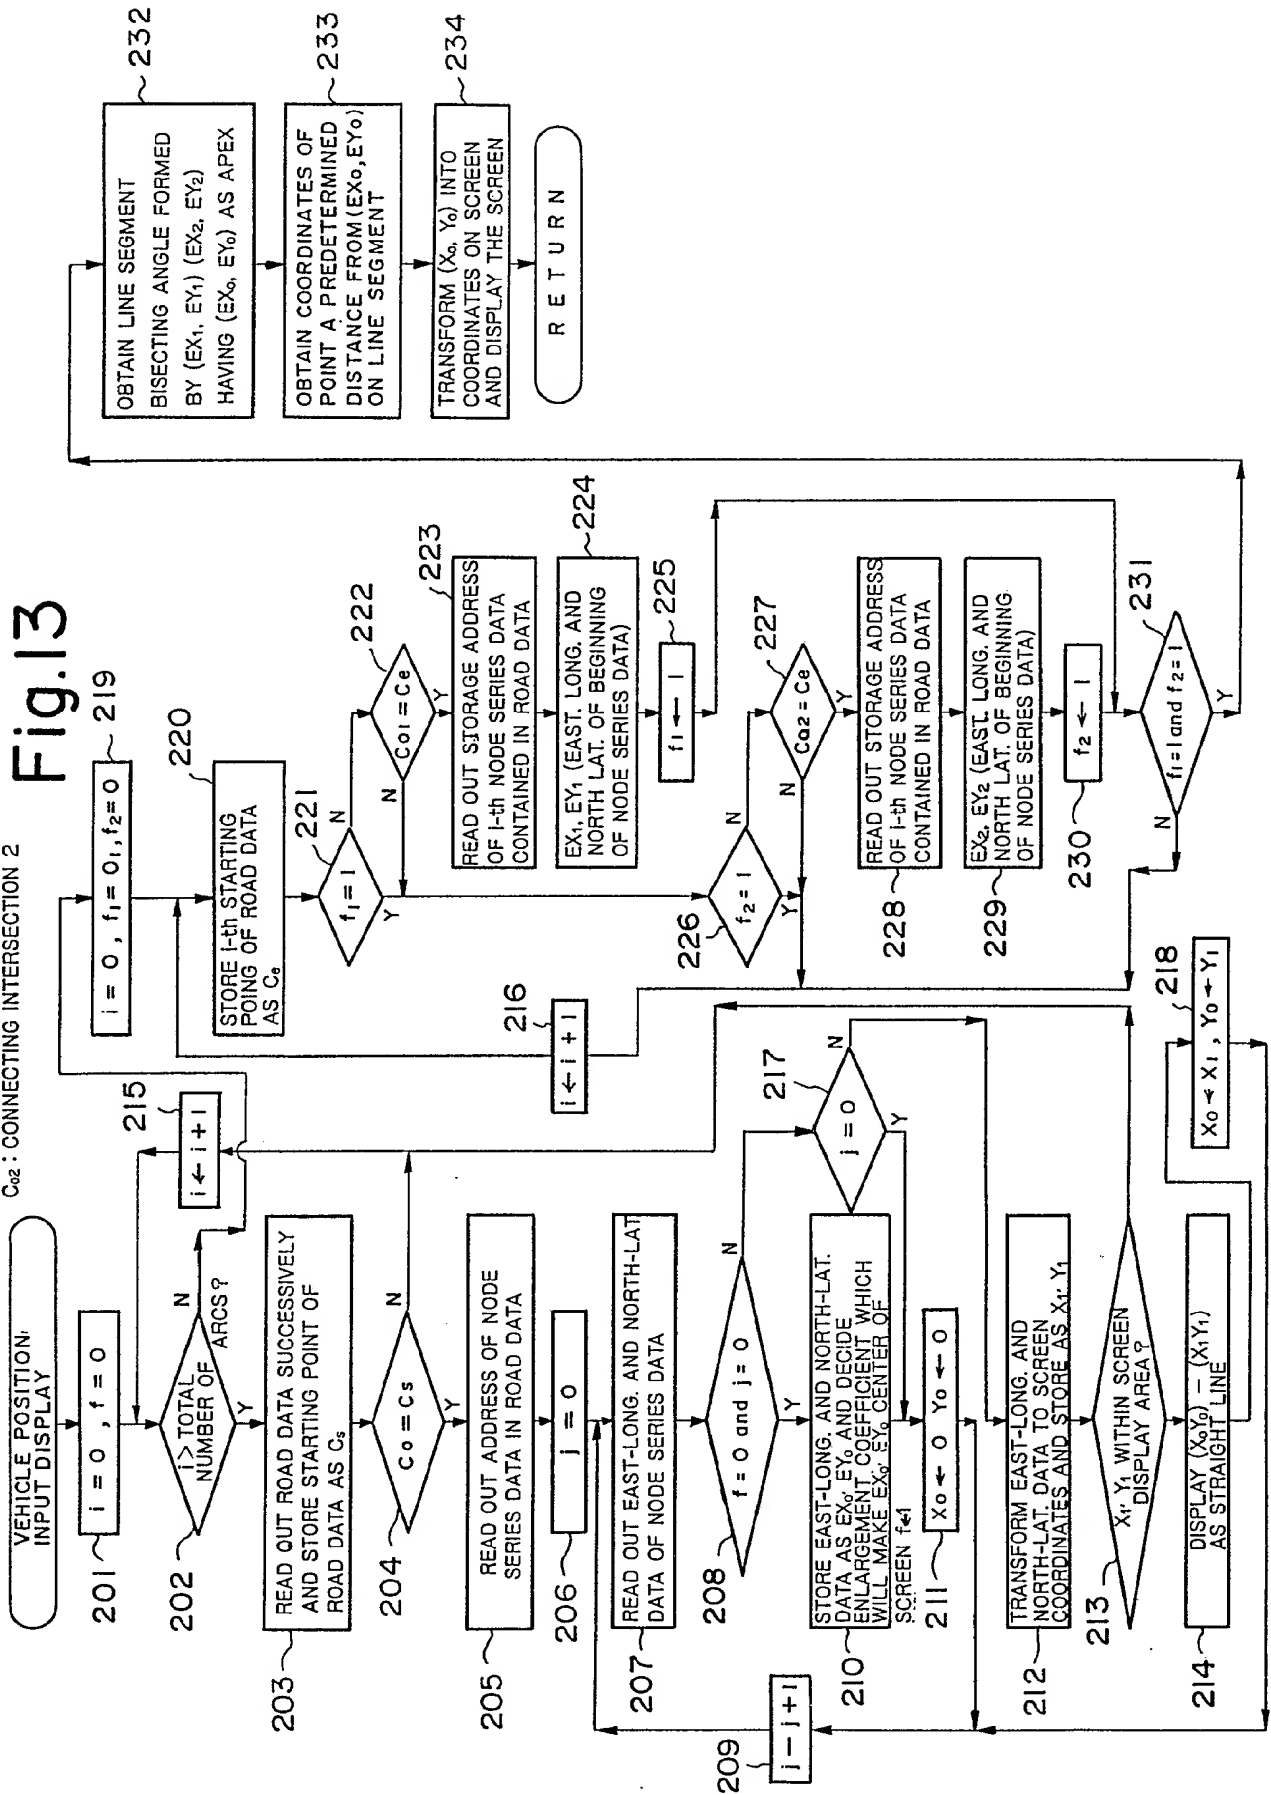 Fig.13
C₀₂ : CONNECTING INTERSECTION 2
VEHICLE POSITION
INPUT DISPLAY
i = 0 , f = 0
201
i > TOTAL
NUMBER OF
ARCS?
202
N
Y
i ← i + 1
215
READ OUT ROAD DATA SUCCESSIVELY
AND STORE STARTING POINT OF
ROAD DATA AS Cs
203
Co = Cs
204
N
Y
READ OUT ADDRESS OF NODE
SERIES DATA IN ROAD DATA
205
j = 0
206
READ OUT EAST-LONG. AND NORTH-LAT
DATA OF NODE SERIES DATA
207
f = 0 and j = 0
208
N
Y
j ─ j + 1
209
STORE EAST-LONG. AND NORTH-LAT.
DATA AS EX₀, EY₀ AND DECIDE
ENLARGEMENT COEFFICIENT WHICH
WILL MAKE EX₀, EY₀ CENTER OF
SCREEN f←1
210
j = 0
217
N
Y
X₀ ← 0 Y₀ ← 0
211
TRANSFORM EAST-LONG. AND
NORTH-LAT. DATA TO SCREEN
COORDINATES AND STORE AS X₁, Y₁
212
X₁, Y₁ WITHIN SCREEN
DISPLAY AREA?
213
DISPLAY (X₀Y₀) – (X₁Y₁)
AS STRAIGHT LINE
214
X₀ ← X₁ , Y₀ ← Y₁
218
i ← i + 1
216
i = 0 , f₁ = 0₁, f₂ = 0
219
STORE i-th STARTING
POING OF ROAD DATA
AS Ce
220
f₁ = 1
221
N
Y
Ca1 = Ce
222
N
Y
READ OUT STORAGE ADDRESS
OF i-th NODE SERIES DATA
CONTAINED IN ROAD DATA
223
EX₁, EY₁ (EAST. LONG. AND
NORTH LAT. OF BEGINNING
OF NODE SERIES DATA)
224
f₁ ← 1
225
f₂ = 1
226
N
Y
Ca2 = Ce
227
N
Y
READ OUT STORAGE ADDRESS
OF i-th NODE SERIES DATA
CONTAINED IN ROAD DATA
228
EX₂, EY₂ (EAST. LONG. AND
NORTH LAT. OF BEGINNING
OF NODE SERIES DATA)
229
f₂ ← 1
230
f₁ = 1 and f₂ = 1
231
N
Y
OBTAIN LINE SEGMENT
BISECTING ANGLE FORMED
BY (EX₁, EY₁) (EX₂, EY₂)
HAVING (EX₀, EY₀) AS APEX
232
OBTAIN COORDINATES OF
POINT A PREDETERMINED
DISTANCE FROM (EX₀, EY₀)
ON LINE SEGMENT
233
TRANSFORM (X₀, Y₀) INTO
COORDINATES ON SCREEN
AND DISPLAY THE SCREEN
234
RETURN